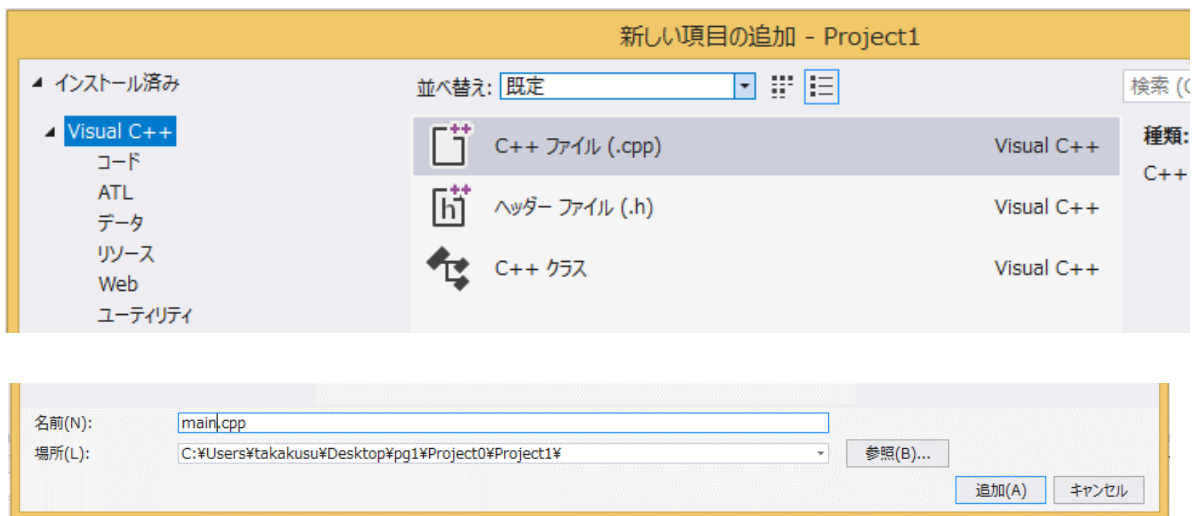 新しい項目の追加 - Project1
インストール済み
並べ替え: 既定
検索 (C
Visual C++
コード
ATL
データ
リソース
Web
ユーティリティ
C++ ファイル (.cpp) Visual C++
ヘッダー ファイル (.h) Visual C++
C++ クラス Visual C++
種類:
C++
名前(N): main.cpp
場所(L): C:¥Users¥takakusu¥Desktop¥pg1¥Project0¥Project1¥ 参照(B)...
追加(A) キャンセル